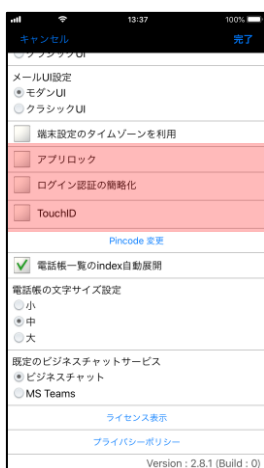 13:37
100%
キャンセル
完了
クラシックUI
メールUI設定
モダンUI
クラシックUI
端末設定のタイムゾーンを利用
アプリロック
ログイン認証の簡略化
TouchID
Pincode 変更
電話帳一覧のindex自動展開
電話帳の文字サイズ設定
小
中
大
既定のビジネスチャットサービス
ビジネスチャット
MS Teams
ライセンス表示
プライバシーポリシー
Version : 2.8.1 (Build : 0)